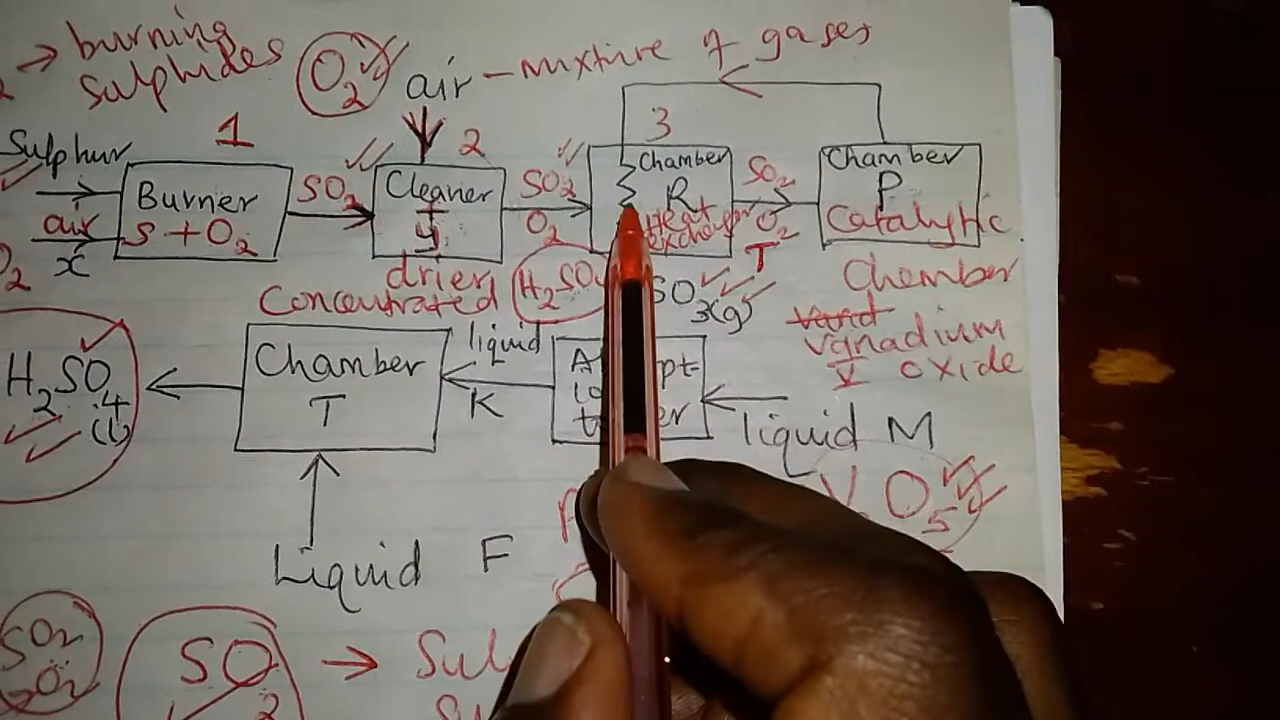 → burning
sulphides
O2 air - mixture of gases
Sulphur
1
2
3
Burner
S + O2
air
x
SO2
Cleaner
+
y
drier
Concentrated H2SO4
SO2
O2
Chamber
R
Heat
SO2
O2
T
Chamber
P
Catalytic
Chamber
vanadium
V oxide
V2O5
SO3(g)
liquid M
liquid
K
Chamber
T
H2SO4
(l)
Liquid F
SO2
O2
SO2 →